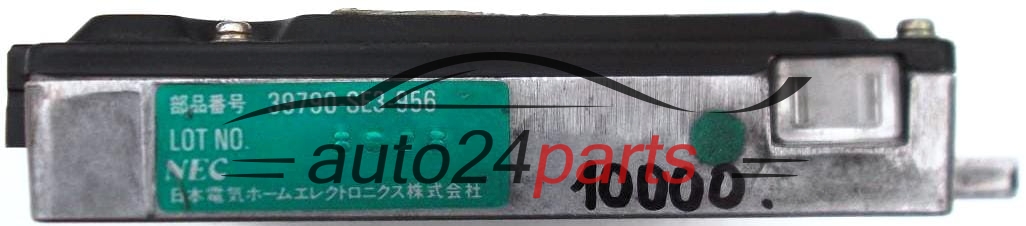 部品番号 39790-SE3-956
LOT NO.
NEC
日本電気ホームエレクトロニクス株式会社
auto24parts
10000.